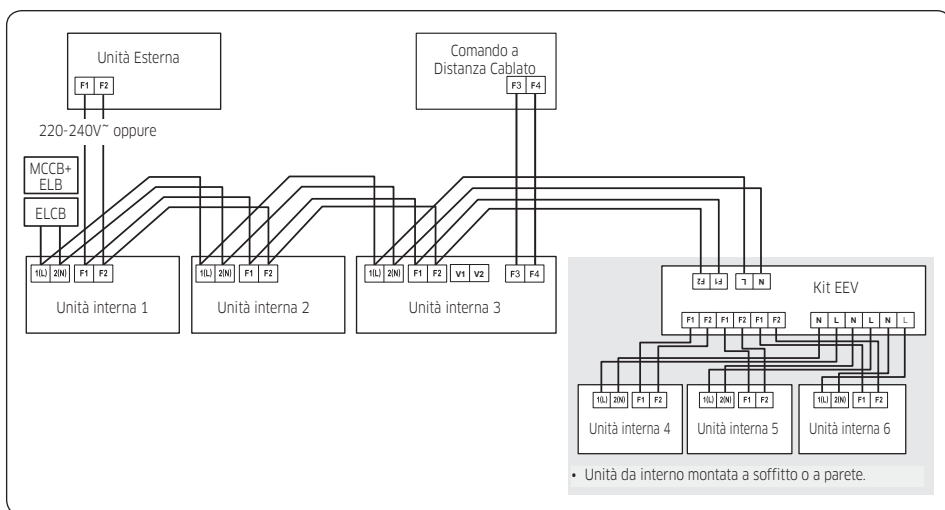 Unità Esterna
F1 F2
Comando a
Distanza Cablato
F3 F4
220-240V~ oppure
MCCB+
ELB
ELCB
1(L) 2(N) F1 F2
Unità interna 1
1(L) 2(N) F1 F2
Unità interna 2
1(L) 2(N) F1 F2 V1 V2 F3 F4
Unità interna 3
F2 F1 L N
Kit EEV
F1 F2 F1 F2 F1 F2 N L N L N L
1(L) 2(N) F1 F2
Unità interna 4
1(L) 2(N) F1 F2
Unità interna 5
1(L) 2(N) F1 F2
Unità interna 6
• Unità da interno montata a soffitto o a parete.